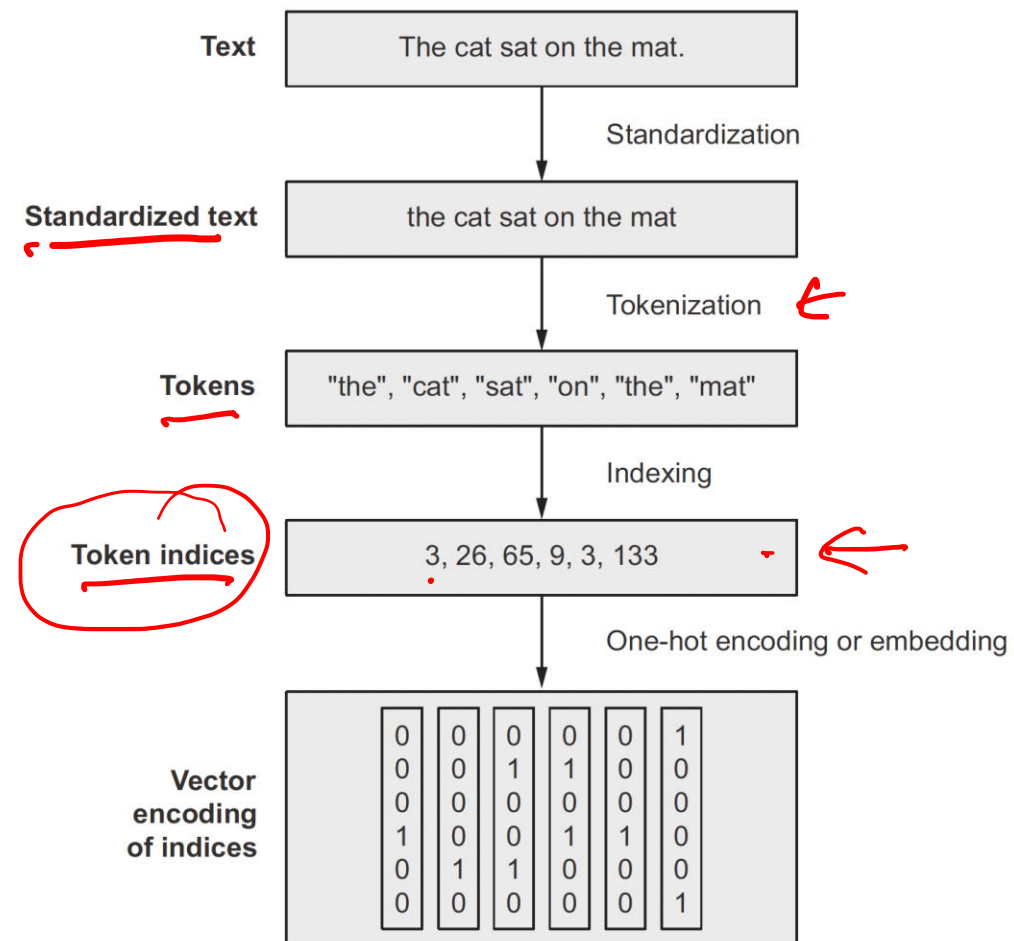 Text
The cat sat on the mat.
Standardization
Standardized text
the cat sat on the mat
Tokenization
Tokens
"the", "cat", "sat", "on", "the", "mat"
Indexing
Token indices
3, 26, 65, 9, 3, 133
One-hot encoding or embedding
Vector
encoding
of indices
0 0 0 0 0 1
0 0 1 1 0 0
0 0 0 0 0 0
1 0 0 1 1 0
0 1 1 0 0 0
0 0 0 0 0 1